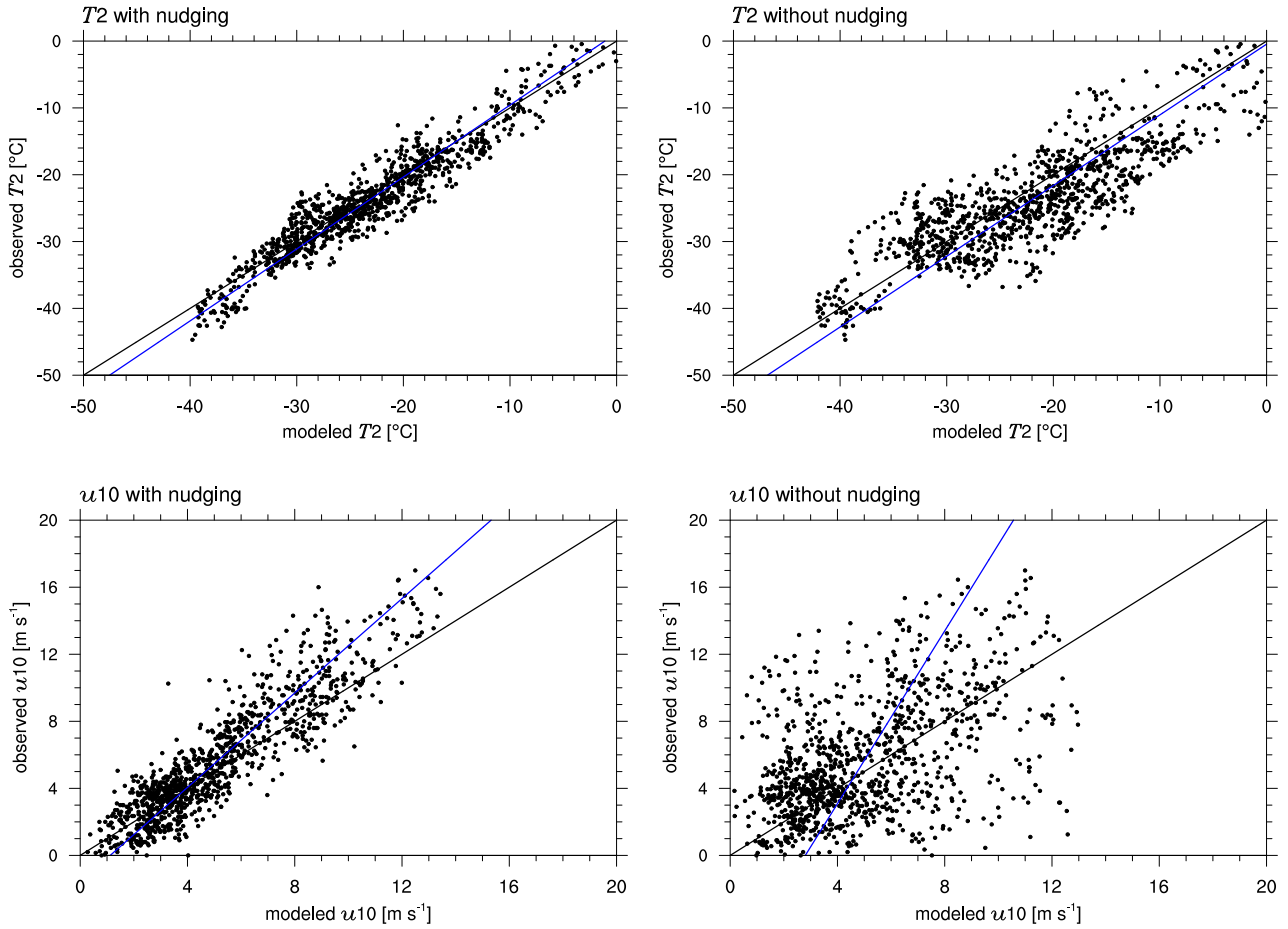 T2 with nudging
0
-10
-20
-30
-40
-50
observed T2 [°C]
-50 -40 -30 -20 -10 0
modeled T2 [°C]
T2 without nudging
0
-10
-20
-30
-40
-50
observed T2 [°C]
-50 -40 -30 -20 -10 0
modeled T2 [°C]
u10 with nudging
20
16
12
8
4
0
observed u10 [m s⁻¹]
0 4 8 12 16 20
modeled u10 [m s⁻¹]
u10 without nudging
20
16
12
8
4
0
observed u10 [m s⁻¹]
0 4 8 12 16 20
modeled u10 [m s⁻¹]